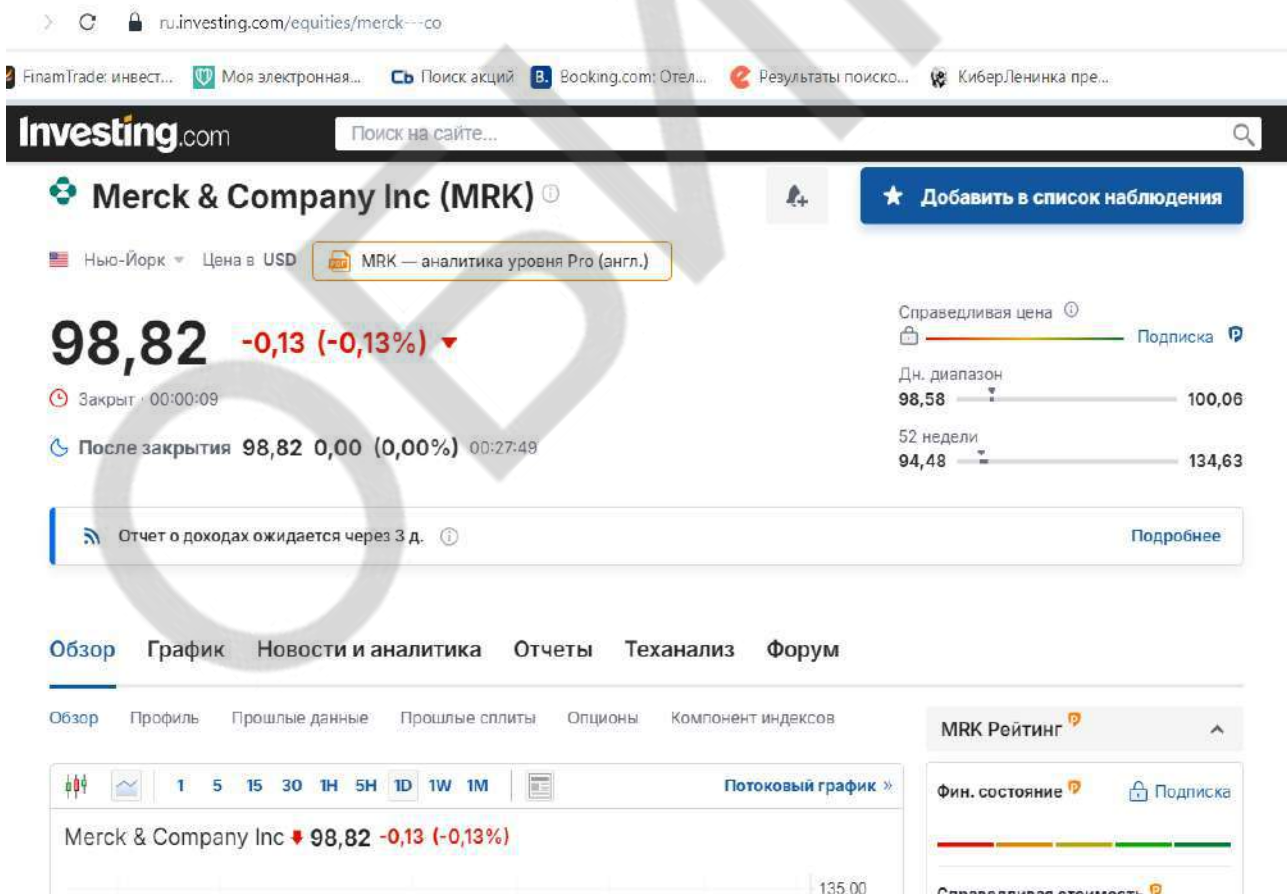 ru.investing.com/equities/merck---co
FinamTrade: инвест... Моя электронная... Сь Поиск акций B. Booking.com: Отел... Результаты поиско... КиберЛенинка пре...
Investing.com Поиск на сайте...
Merck & Company Inc (MRK) Добавить в список наблюдения
Нью-Йорк Цена в USD MRK — аналитика уровня Pro (англ.)
98,82 -0,13 (-0,13%)
Справедливая цена
Подписка
Закрыт · 00:00:09
Дн. диапазон
98,58 100,06
После закрытия 98,82 0,00 (0,00%) 00:27:49
52 недели
94,48 134,63
Отчет о доходах ожидается через 3 д. Подробнее
Обзор График Новости и аналитика Отчеты Теханализ Форум
Обзор Профиль Прошлые данные Прошлые сплиты Опционы Компонент индексов
MRK Рейтинг
1 5 15 30 1H 5H 1D 1W 1M Потоковый график »
Фин. состояние Подписка
Merck & Company Inc 98,82 -0,13 (-0,13%)
135.00
Справедливая стоимость